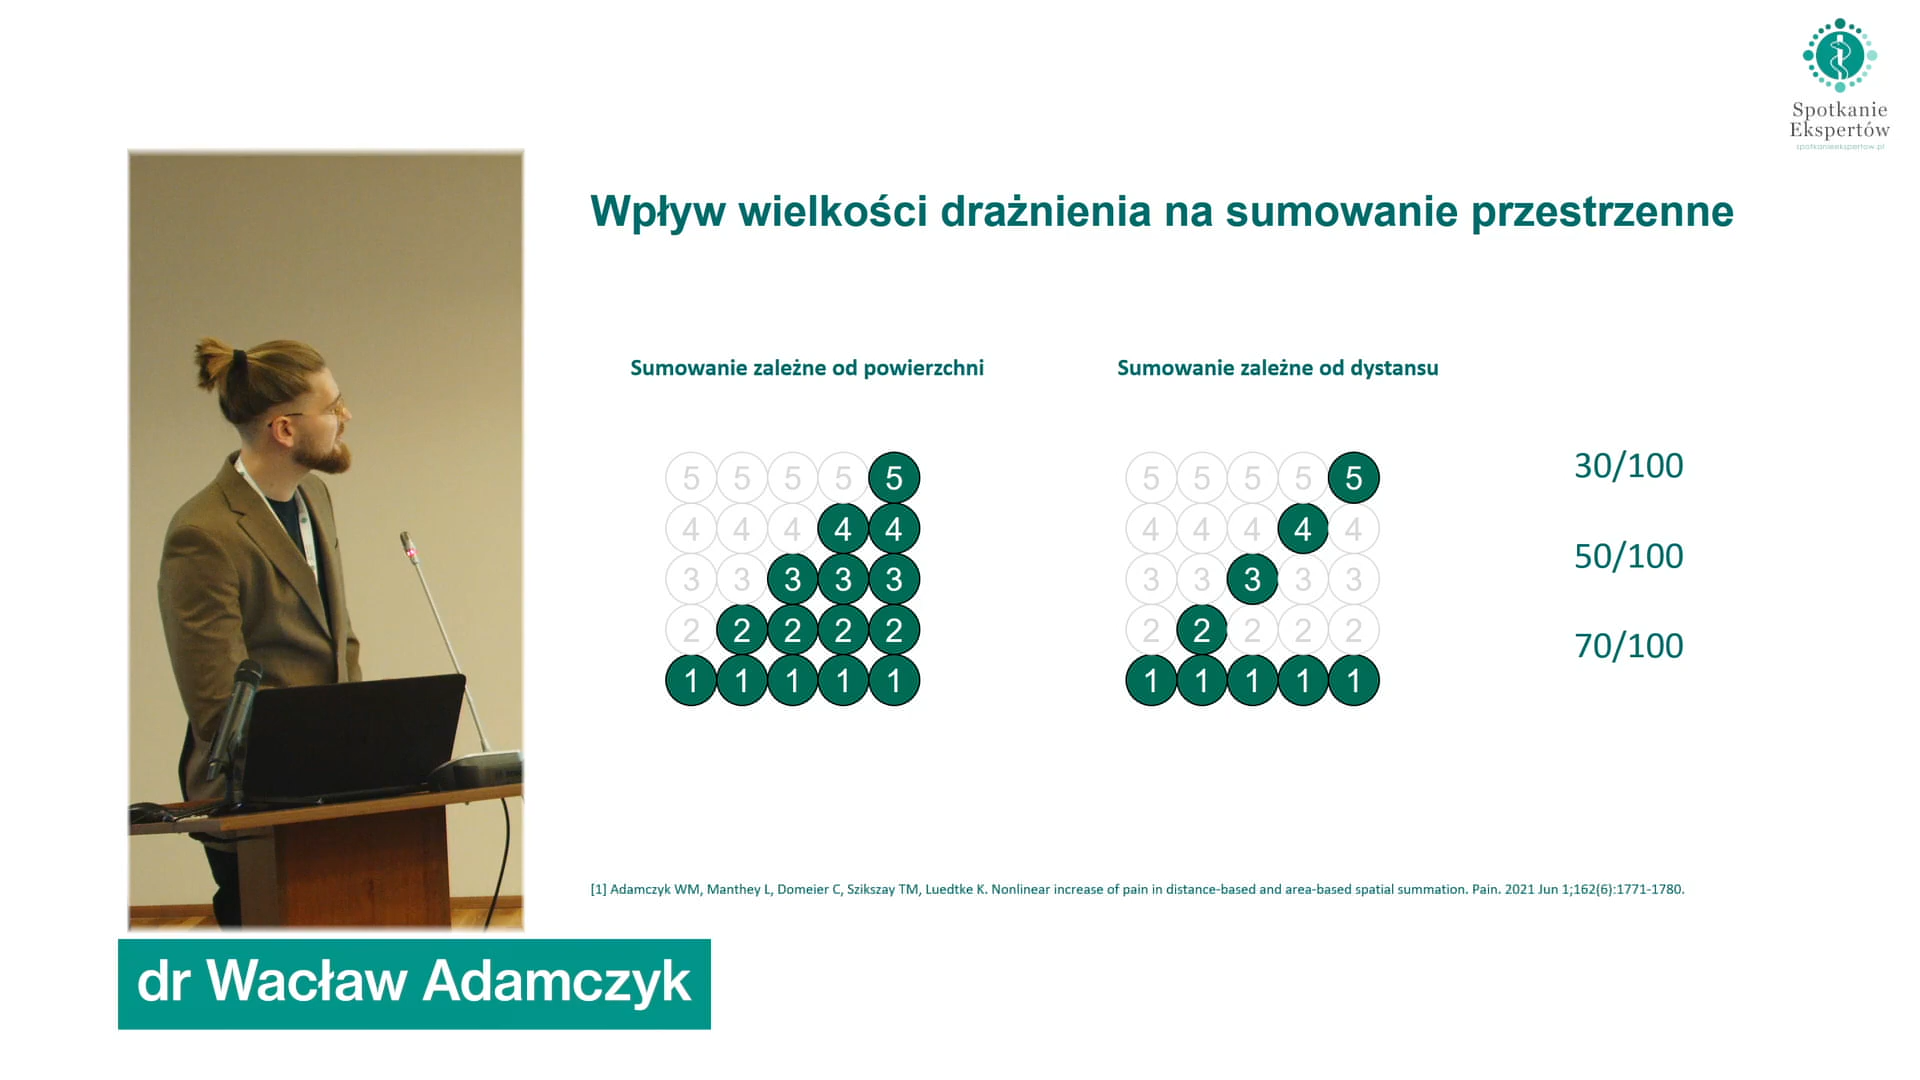 Spotkanie
Ekspertów
spotkanieekspertow.pl
Wpływ wielkości drażnienia na sumowanie przestrzenne
Sumowanie zależne od powierzchni
5 5 5 5 5
4 4 4 4 4
3 3 3 3 3
2 2 2 2 2
1 1 1 1 1
Sumowanie zależne od dystansu
5 5 5 5 5
4 4 4 4 4
3 3 3 3 3
2 2 2 2 2
1 1 1 1 1
30/100
50/100
70/100
[1] Adamczyk WM, Manthey L, Domeier C, Szikszay TM, Luedtke K. Nonlinear increase of pain in distance-based and area-based spatial summation. Pain. 2021 Jun 1;162(6):1771-1780.
dr Wacław Adamczyk